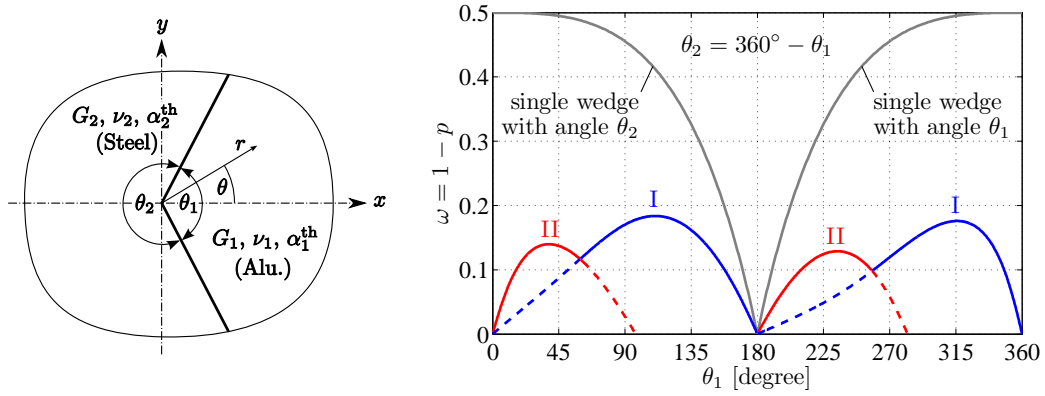 y
G₂, ν₂, α₂ᵗʰ
(Steel)
r
θ
θ₂
θ₁
x
G₁, ν₁, α₁ᵗʰ
(Alu.)
0.5
0.4
0.3
0.2
0.1
0
ω = 1 − p
θ₂ = 360° − θ₁
single wedge
with angle θ₂
single wedge
with angle θ₁
II
I
II
I
0 45 90 135 180 225 270 315 360
θ₁ [degree]